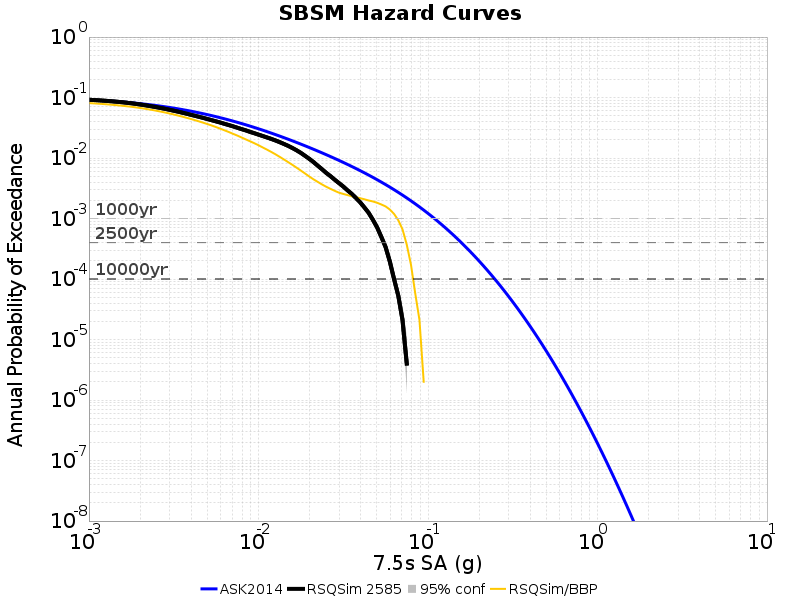 SBSM Hazard Curves
Annual Probability of Exceedance
10^0
10^-1
10^-2
10^-3
10^-4
10^-5
10^-6
10^-7
10^-8
1000yr
2500yr
10000yr
10^-3 10^-2 10^-1 10^0 10^1
7.5s SA (g)
ASK2014 RSQSim 2585 95% conf RSQSim/BBP